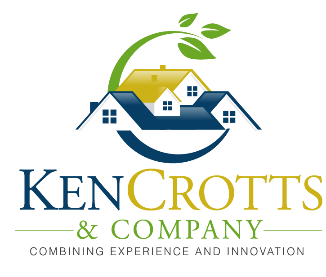 KENCROTTS
& COMPANY
COMBINING EXPERIENCE AND INNOVATION